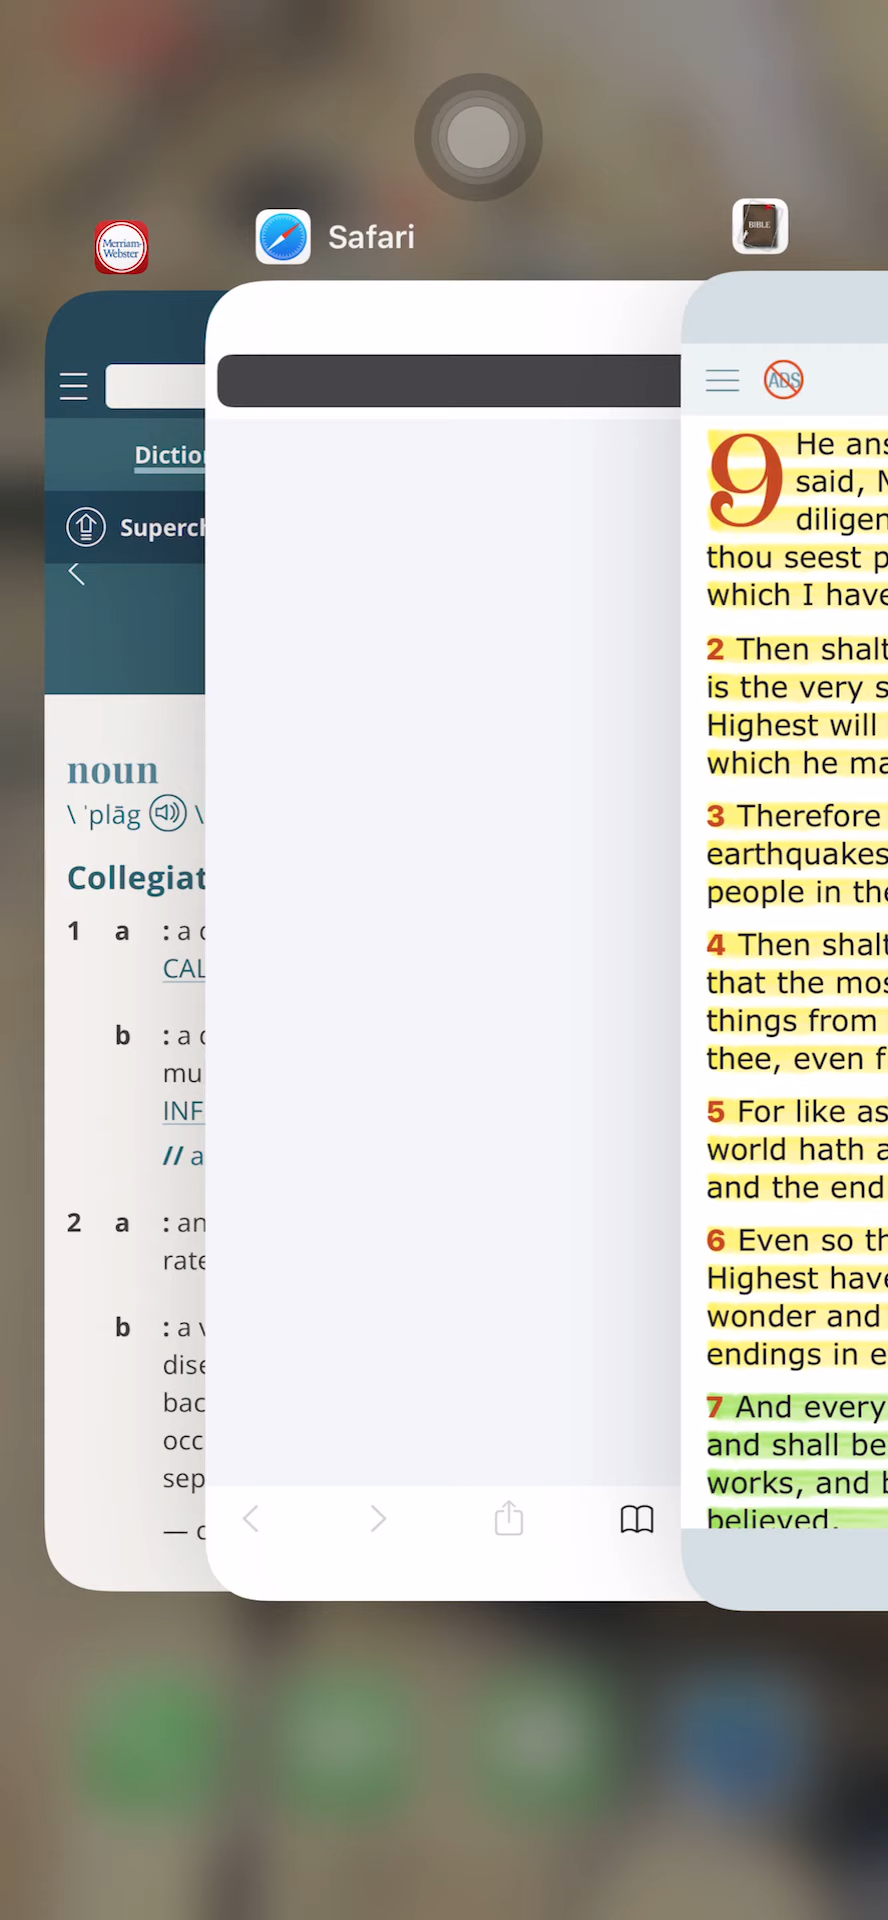 Merriam-
Webster
Safari
BIBLE
Dictio
Superch
noun
\ ˈplāg \
Collegiat
1 a : a
CAL
b : a
mu
INF
// a
2 a : an
rate
b : a
dise
bac
occ
sep
—
ADS
9 He ans
said,
diligen
thou seest p
which I have
2 Then shalt
is the very s
Highest will
which he ma
3 Therefore
earthquakes
people in the
4 Then shalt
that the mos
things from
thee, even f
5 For like as
world hath a
and the end
6 Even so th
Highest have
wonder and
endings in e
7 And every
and shall be
works, and b
believed.